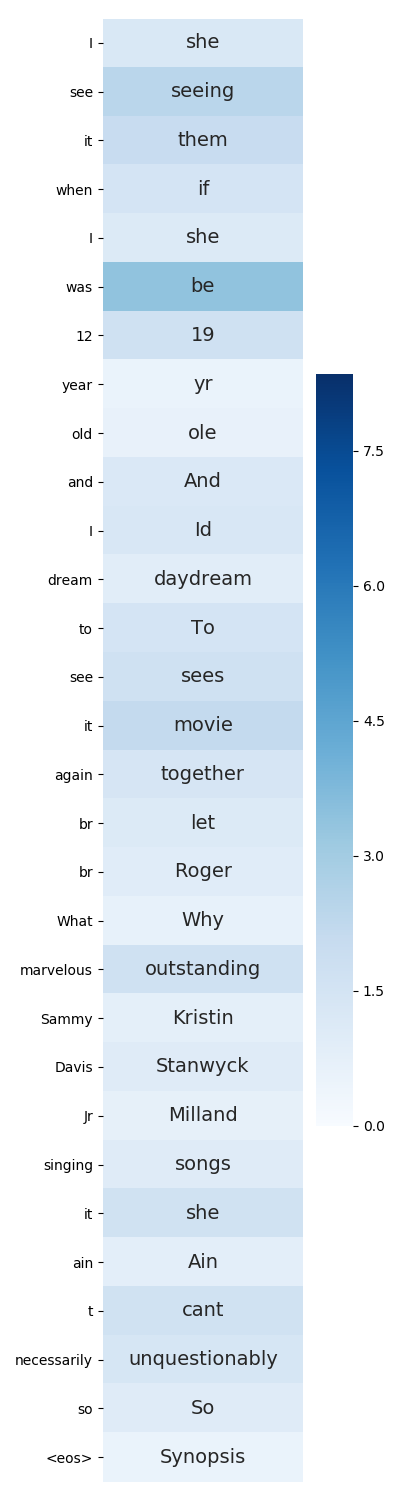 I she
see seeing
it them
when if
I she
was be
12 19
year yr
old ole
and And
I Id
dream daydream
to To
see sees
it movie
again together
br let
br Roger
What Why
marvelous outstanding
Sammy Kristin
Davis Stanwyck
Jr Milland
singing songs
it she
ain Ain
t cant
necessarily unquestionably
so So
<eos> Synopsis
7.5
6.0
4.5
3.0
1.5
0.0